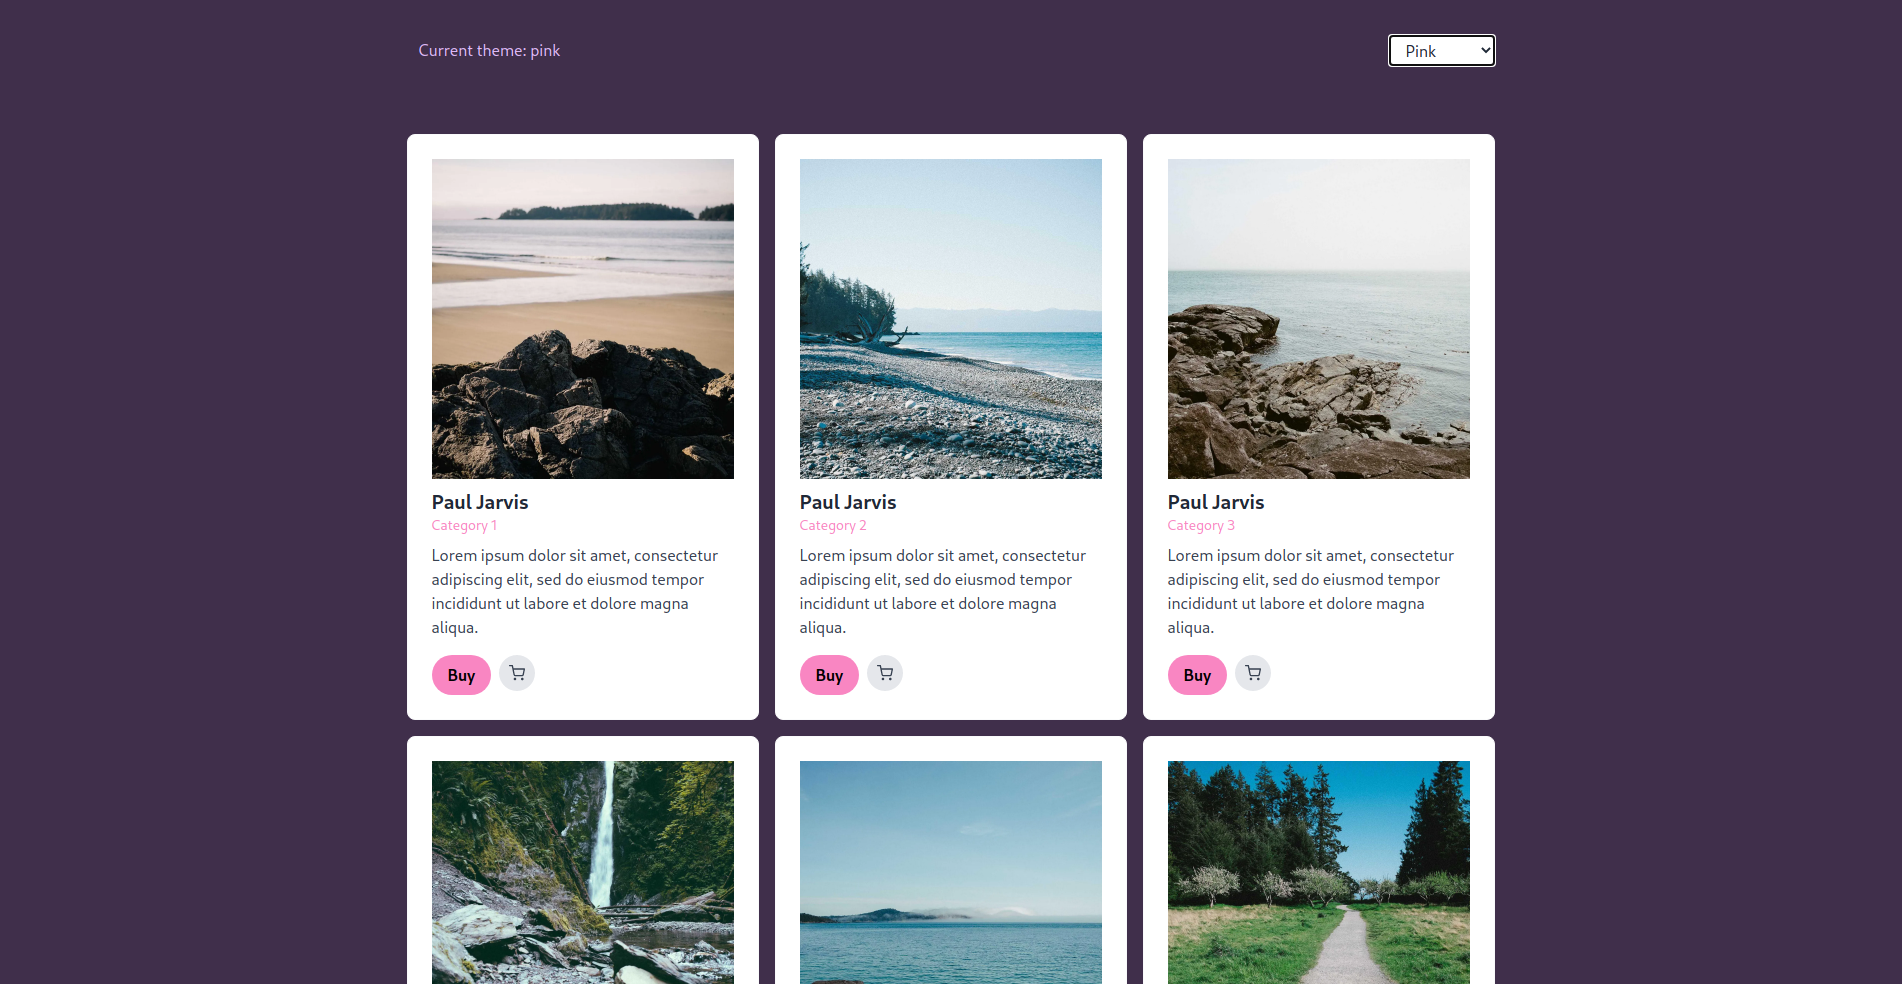 Current theme: pink
Pink
Paul Jarvis
Category 1
Lorem ipsum dolor sit amet, consectetur
adipiscing elit, sed do eiusmod tempor
incididunt ut labore et dolore magna
aliqua.
Buy
Paul Jarvis
Category 2
Lorem ipsum dolor sit amet, consectetur
adipiscing elit, sed do eiusmod tempor
incididunt ut labore et dolore magna
aliqua.
Buy
Paul Jarvis
Category 3
Lorem ipsum dolor sit amet, consectetur
adipiscing elit, sed do eiusmod tempor
incididunt ut labore et dolore magna
aliqua.
Buy